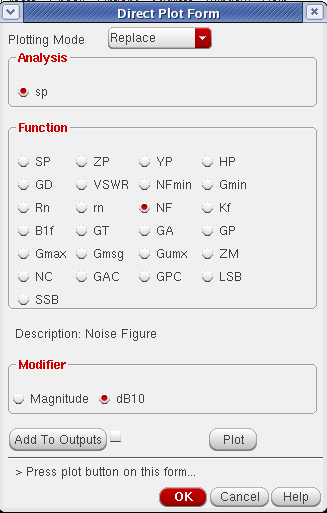 Direct Plot Form
Plotting Mode Replace
Analysis
sp
Function
SP ZP YP HP
GD VSWR NFmin Gmin
Rn rn NF Kf
B1f GT GA GP
Gmax Gmsg Gumx ZM
NC GAC GPC LSB
SSB
Description: Noise Figure
Modifier
Magnitude dB10
Add To Outputs Plot
> Press plot button on this form...
OK Cancel Help